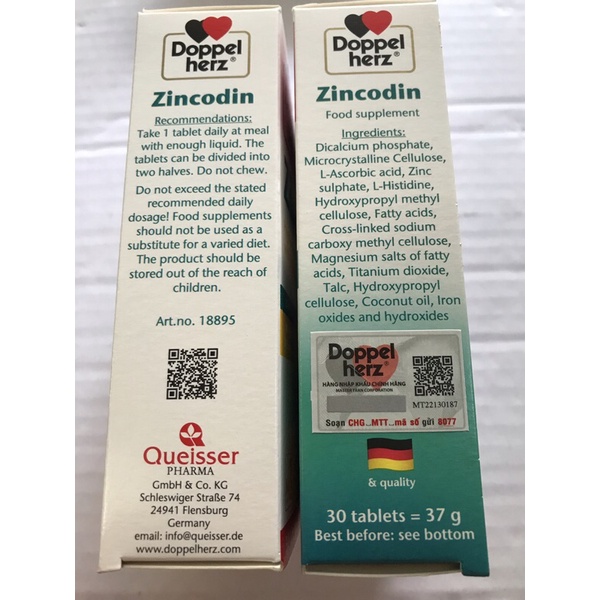 Doppel
herz®
Zincodin
Recommendations:
Take 1 tablet daily at meal
with enough liquid. The
tablets can be divided into
two halves. Do not chew.
Do not exceed the stated
recommended daily
dosage! Food supplements
should not be used as a
substitute for a varied diet.
The product should be
stored out of the reach of
children.
Art.no. 18895
Queisser
PHARMA
GmbH & Co. KG
Schleswiger Straße 74
24941 Flensburg
Germany
email: info@queisser.de
www.doppelherz.com
Doppel
herz®
Zincodin
Food supplement
Ingredients:
Dicalcium phosphate,
Microcrystalline Cellulose,
L-Ascorbic acid, Zinc
sulphate, L-Histidine,
Hydroxypropyl methyl
cellulose, Fatty acids,
Cross-linked sodium
carboxy methyl cellulose,
Magnesium salts of fatty
acids, Titanium dioxide,
Talc, Hydroxypropyl
cellulose, Coconut oil, Iron
oxides and hydroxides
Doppel
herz®
HÀNG NHẬP KHẨU CHÍNH HÃNG
MASTOETRAN CORPORATION
MT22130187
Soạn CHG...MTT...mã số gửi 8077
& quality
30 tablets = 37 g
Best before: see bottom